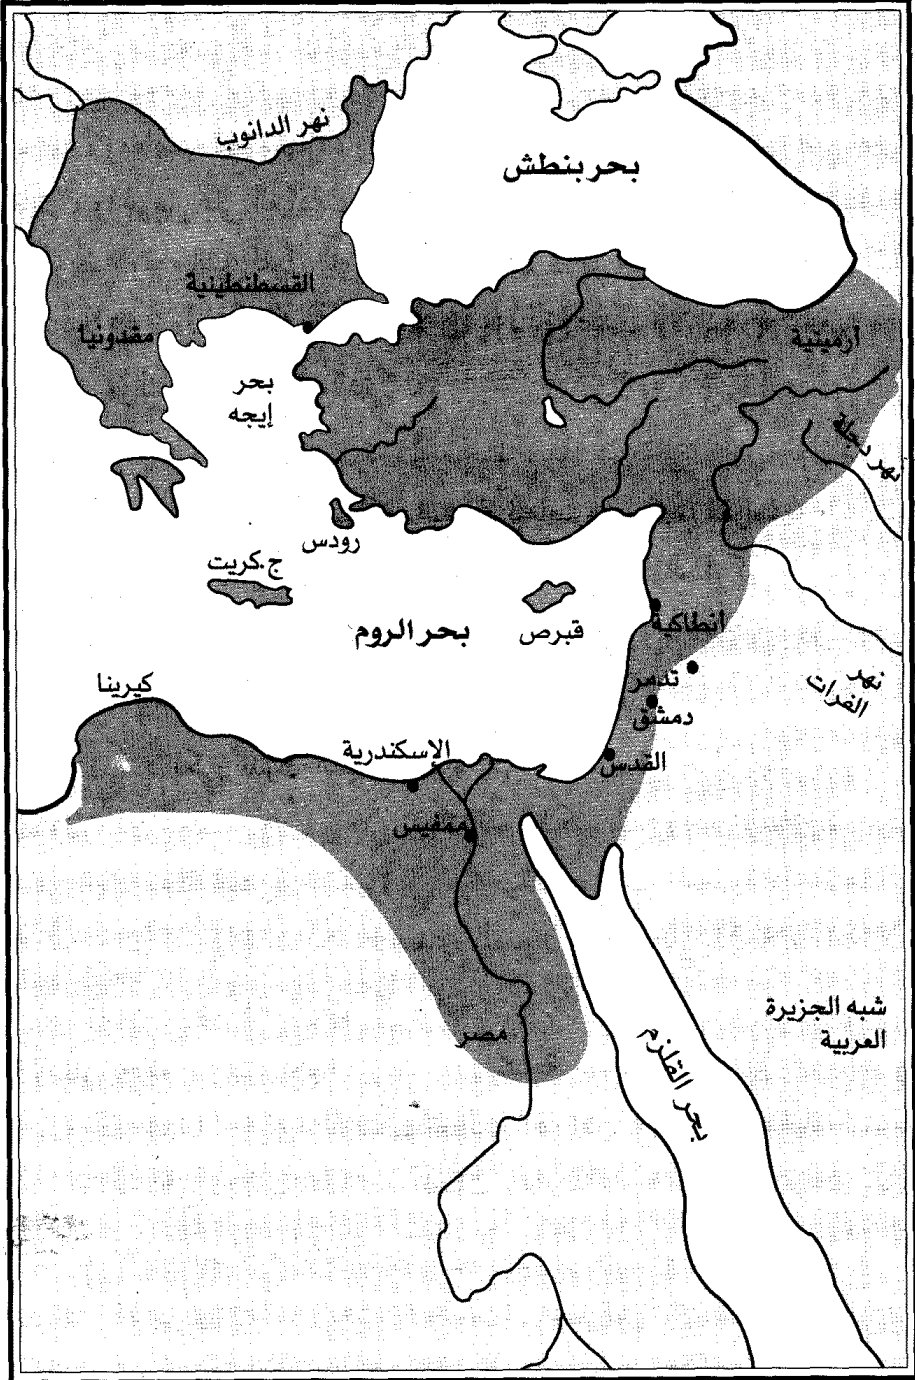 نهر الدانوب
بحر بنطش
القسطنطينية
مقدونيا
أرمينية
بحر
إيجه
نهر دجلة
رودس
ج.كريت
قبرص
أنطاكية
بحر الروم
تدمر
نهر
الفرات
كيرينا
دمشق
الإسكندرية
القدس
ممفيس
شبه الجزيرة
العربية
مصر
بحر القلزم